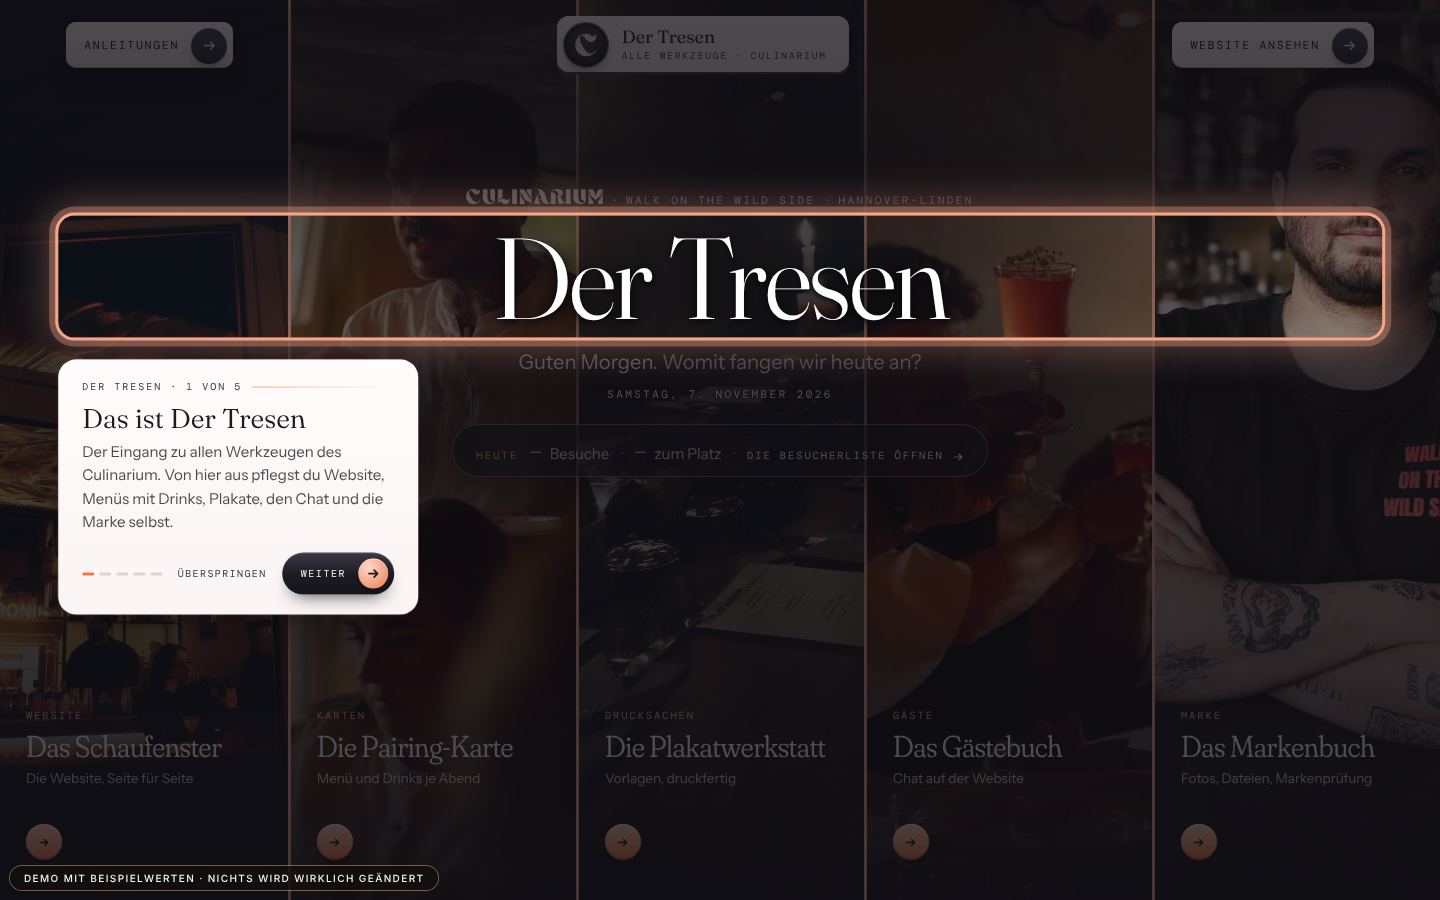 ANLEITUNGEN
Der Tresen
ALLE WERKZEUGE · CULINARIUM
WEBSITE ANSEHEN
CULINARIUM · WALK ON THE WILD SIDE · HANNOVER-LINDEN
Der Tresen
Guten Morgen. Womit fangen wir heute an?
SAMSTAG, 7. NOVEMBER 2026
HEUTE — Besuche · — zum Platz · DIE BESUCHERLISTE ÖFFNEN →
DER TRESEN · 1 VON 5
Das ist Der Tresen
Der Eingang zu allen Werkzeugen des
Culinarium. Von hier aus pflegst du Website,
Menüs mit Drinks, Plakate, den Chat und die
Marke selbst.
ÜBERSPRINGEN
WEITER
WEBSITE
Das Schaufenster
Die Website, Seite für Seite
KARTEN
Die Pairing-Karte
Menü und Drinks je Abend
DRUCKSACHEN
Die Plakatwerkstatt
Vorlagen, druckfertig
GÄSTE
Das Gästebuch
Chat auf der Website
MARKE
Das Markenbuch
Fotos, Dateien, Markenprüfung
DEMO MIT BEISPIELWERTEN · NICHTS WIRD WIRKLICH GEÄNDERT